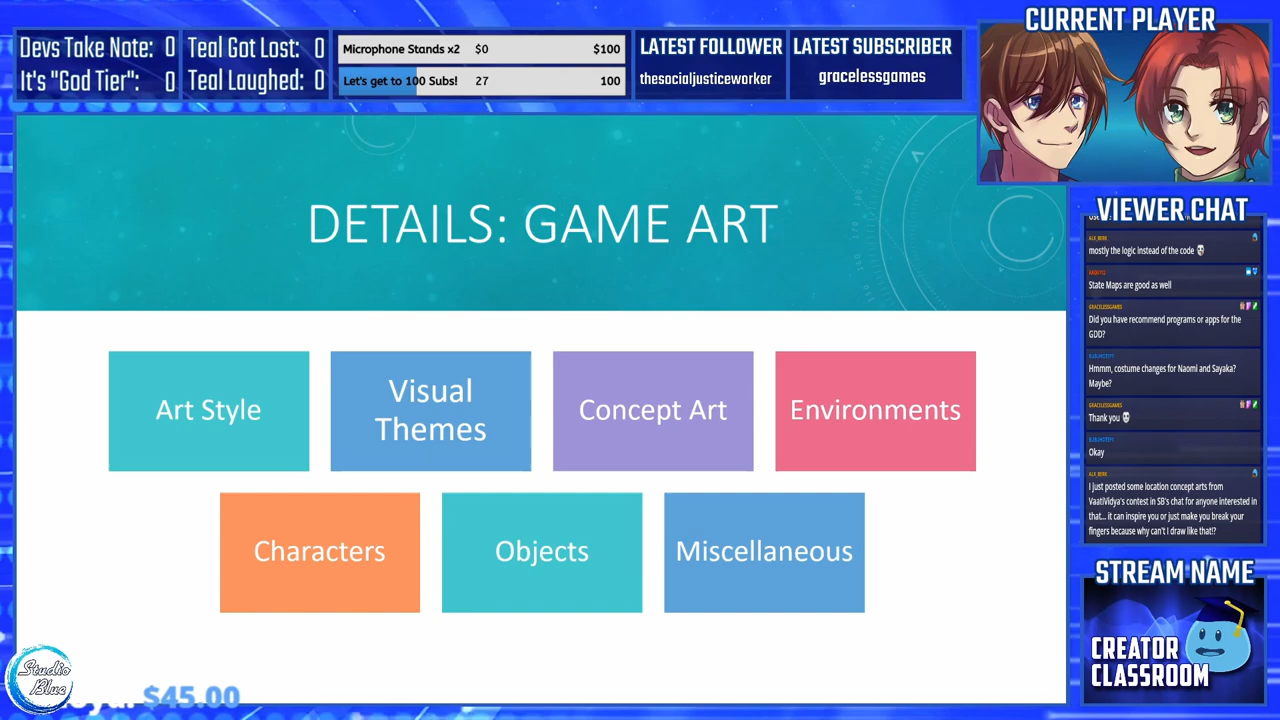 CURRENT PLAYER
Devs Take Note: 0
It's "God Tier": 0
Teal Got Lost: 0
Teal Laughed: 0
Microphone Stands x2 $0 $100
Let's get to 100 Subs! 27 100
LATEST FOLLOWER
thesocialjusticeworker
LATEST SUBSCRIBER
gracelessgames
DETAILS: GAME ART
Art Style
Visual
Themes
Concept Art
Environments
Characters
Objects
Miscellaneous
VIEWER CHAT
ALX_BERK
mostly the logic instead of the code
State Maps are good as well
GRACELESSGAMES
Did you have recommend programs or apps for the
GDD?
Hmmm, costume changes for Naomi and Sayaka?
Maybe?
GRACELESSGAMES
Thank you
Okay
ALX_BERK
I just posted some location concept arts from
VaatiVidya's contest in SB's chat for anyone interested in
that... it can inspire you or just make you break your
fingers because why can't I draw like that!?
STREAM NAME
CREATOR
CLASSROOM
Studio
Blue
$45.00